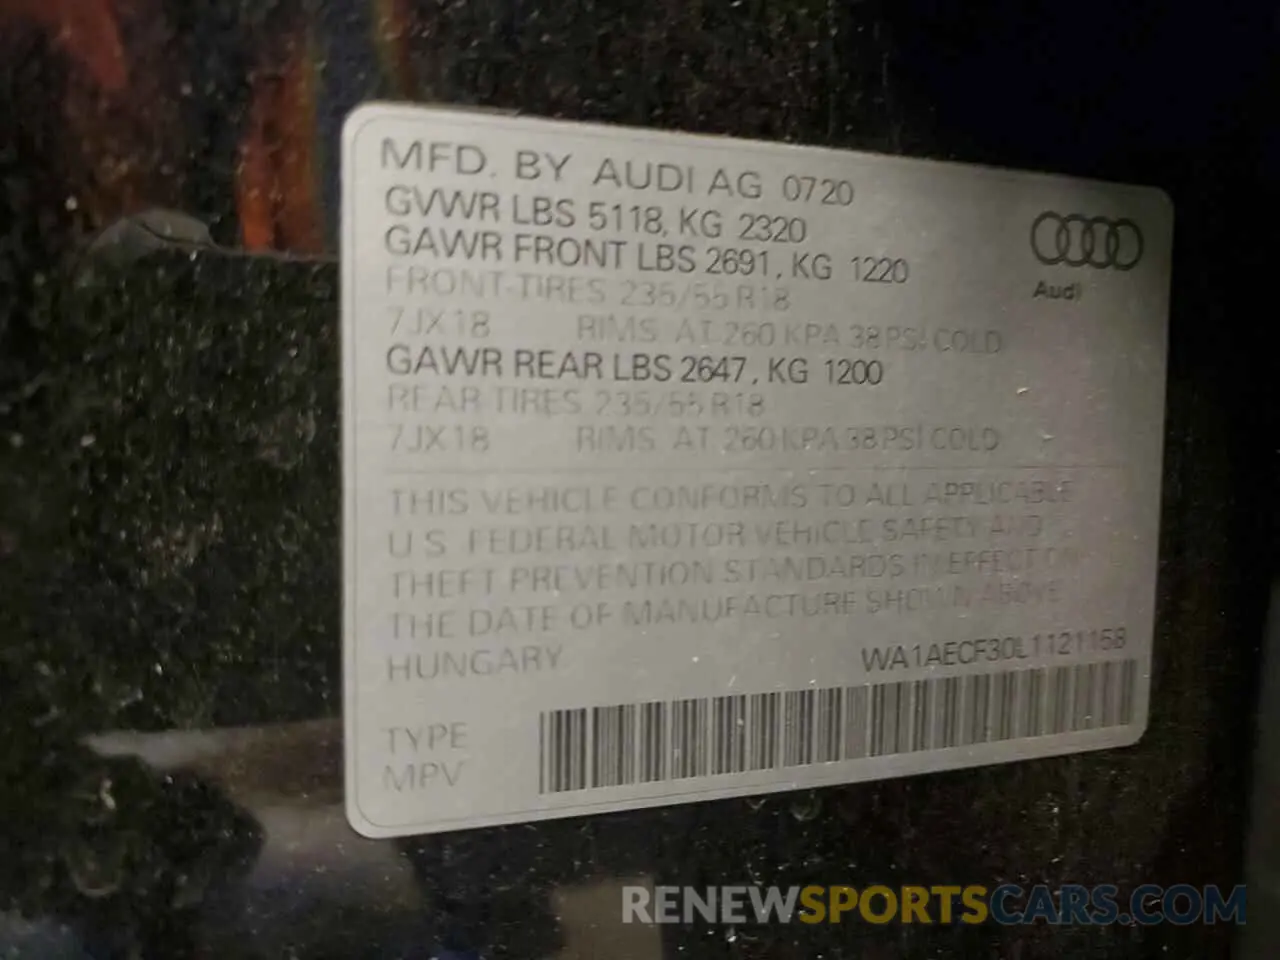 MFD. BY AUDI AG 0720
GVWR LBS 5118, KG 2320
GAWR FRONT LBS 2691, KG 1220
FRONT-TIRES 235/55 R18
7JX18 RIMS AT 260 KPA 38 PSI COLD
GAWR REAR LBS 2647, KG 1200
REAR TIRES 235/55 R18
7JX18 RIMS AT 260 KPA 38 PSI COLD
THIS VEHICLE CONFORMS TO ALL APPLICABLE
U S FEDERAL MOTOR VEHICLE SAFETY AND
THEFT PREVENTION STANDARDS IN EFFECT ON
THE DATE OF MANUFACTURE SHOWN ABOVE
HUNGARY
WA1AECF30L1121158
TYPE
MPV
Audi
RENEWSPORTSCARS.COM